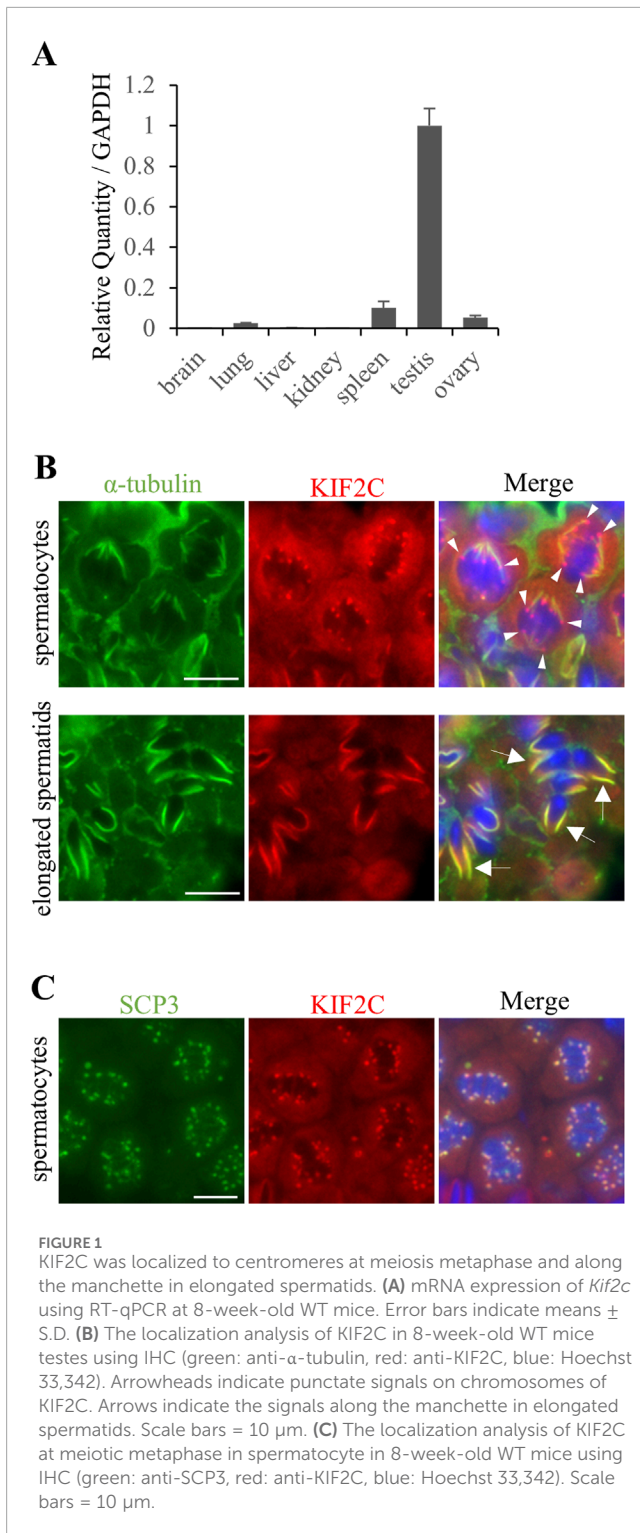 A
Relative Quantity / GAPDH
1.2
1
0.8
0.6
0.4
0.2
0
brain
lung
liver
kidney
spleen
testis
ovary
B
α-tubulin
KIF2C
Merge
spermatocytes
elongated spermatids
C
SCP3
KIF2C
Merge
spermatocytes
FIGURE 1
KIF2C was localized to centromeres at meiosis metaphase and along
the manchette in elongated spermatids. (A) mRNA expression of Kif2c
using RT-qPCR at 8-week-old WT mice. Error bars indicate means ±
S.D. (B) The localization analysis of KIF2C in 8-week-old WT mice
testes using IHC (green: anti-α-tubulin, red: anti-KIF2C, blue: Hoechst
33,342). Arrowheads indicate punctate signals on chromosomes of
KIF2C. Arrows indicate the signals along the manchette in elongated
spermatids. Scale bars = 10 μm. (C) The localization analysis of KIF2C
at meiotic metaphase in spermatocyte in 8-week-old WT mice using
IHC (green: anti-SCP3, red: anti-KIF2C, blue: Hoechst 33,342). Scale
bars = 10 μm.